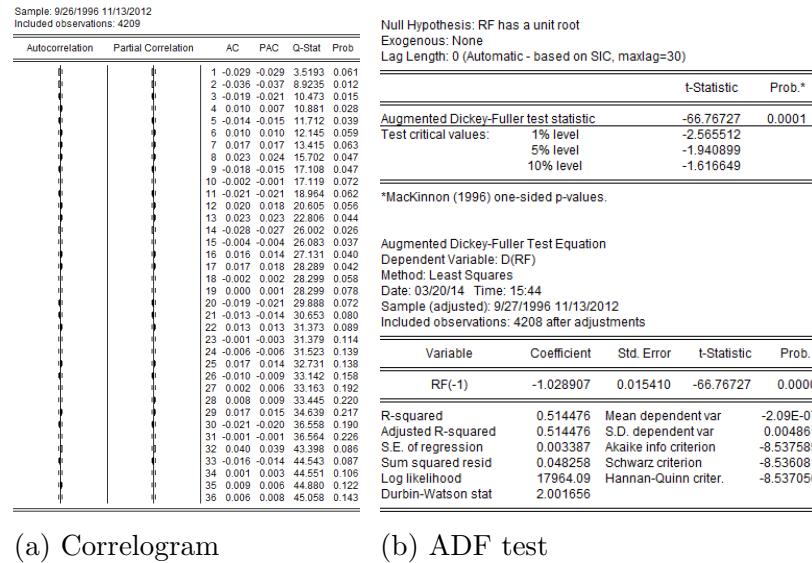 Sample: 9/26/1996 11/13/2012
Included observations: 4209
Autocorrelation Partial Correlation AC PAC Q-Stat Prob
1 -0.029 -0.029 3.5193 0.061
2 -0.036 -0.037 8.9235 0.012
3 -0.019 -0.021 10.473 0.015
4 0.010 0.007 10.881 0.028
5 -0.014 -0.015 11.712 0.039
6 0.010 0.010 12.145 0.059
7 0.017 0.017 13.415 0.063
8 0.023 0.024 15.702 0.047
9 -0.018 -0.015 17.108 0.047
10 -0.002 -0.001 17.119 0.072
11 -0.021 -0.021 18.964 0.062
12 0.020 0.018 20.605 0.056
13 0.023 0.023 22.806 0.044
14 -0.028 -0.027 26.002 0.026
15 -0.004 -0.004 26.083 0.037
16 0.016 0.014 27.131 0.040
17 0.017 0.018 28.289 0.042
18 -0.002 0.002 28.299 0.058
19 0.000 0.001 28.299 0.078
20 -0.019 -0.021 29.888 0.072
21 -0.013 -0.014 30.653 0.080
22 0.013 0.013 31.373 0.089
23 -0.001 -0.003 31.379 0.114
24 -0.006 -0.006 31.523 0.139
25 0.017 0.014 32.731 0.138
26 -0.010 -0.009 33.142 0.158
27 0.002 0.006 33.163 0.192
28 0.008 0.009 33.445 0.220
29 0.017 0.015 34.639 0.217
30 -0.021 -0.020 36.558 0.190
31 -0.001 -0.001 36.564 0.226
32 0.040 0.039 43.398 0.086
33 -0.016 -0.014 44.543 0.087
34 0.001 0.003 44.551 0.106
35 0.009 0.006 44.880 0.122
36 0.006 0.008 45.058 0.143
(a) Correlogram
Null Hypothesis: RF has a unit root
Exogenous: None
Lag Length: 0 (Automatic - based on SIC, maxlag=30)
t-Statistic Prob.*
Augmented Dickey-Fuller test statistic -66.76727 0.0001
Test critical values: 1% level -2.565512
5% level -1.940899
10% level -1.616649
*MacKinnon (1996) one-sided p-values.
Augmented Dickey-Fuller Test Equation
Dependent Variable: D(RF)
Method: Least Squares
Date: 03/20/14 Time: 15:44
Sample (adjusted): 9/27/1996 11/13/2012
Included observations: 4208 after adjustments
Variable Coefficient Std. Error t-Statistic Prob.
RF(-1) -1.028907 0.015410 -66.76727 0.000
R-squared 0.514476 Mean dependent var -2.09E-0
Adjusted R-squared 0.514476 S.D. dependent var 0.00486
S.E. of regression 0.003387 Akaike info criterion -8.53758
Sum squared resid 0.048258 Schwarz criterion -8.53608
Log likelihood 17964.09 Hannan-Quinn criter. -8.53705
Durbin-Watson stat 2.001656
(b) ADF test